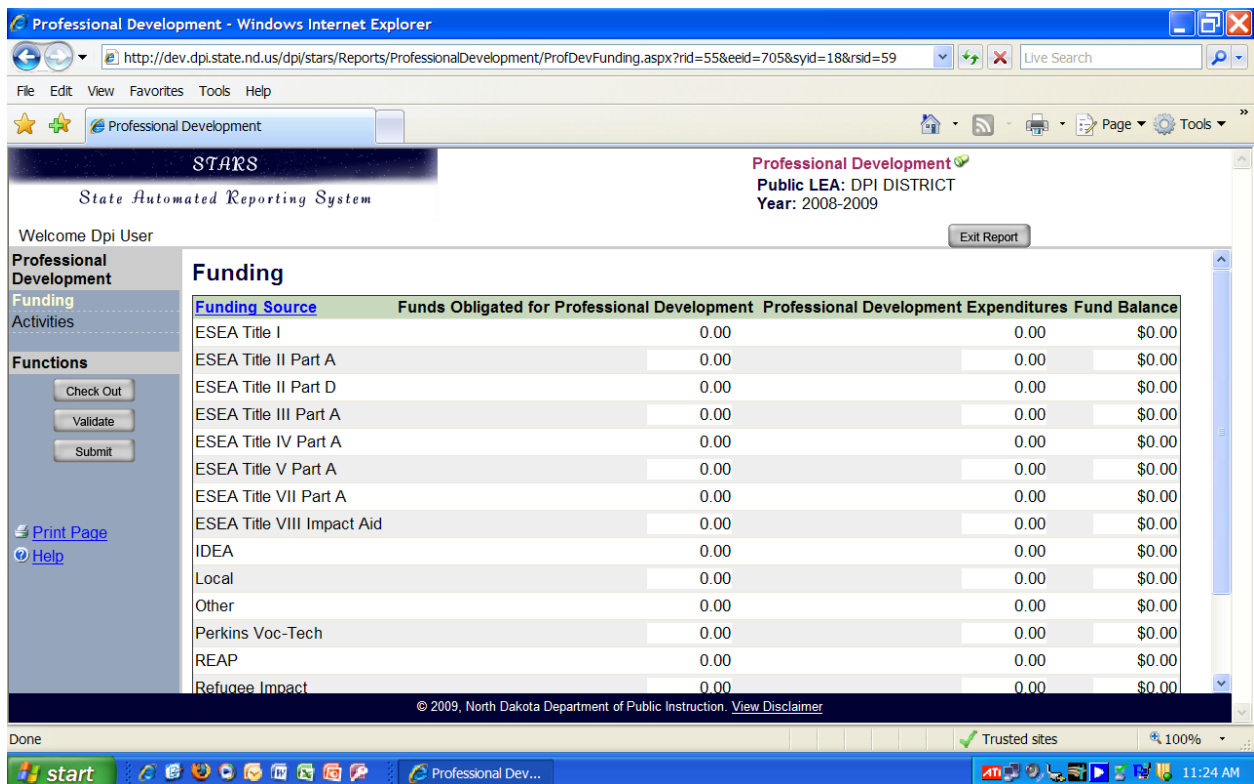 Professional Development - Windows Internet Explorer
http://dev.dpi.state.nd.us/dpi/stars/Reports/ProfessionalDevelopment/ProfDevFunding.aspx?rid=55&eeid=705&syid=18&rsid=59 Live Search
File Edit View Favorites Tools Help
Professional Development Page Tools »
STARS
State Automated Reporting System
Professional Development
Public LEA: DPI DISTRICT
Year: 2008-2009
Welcome Dpi User Exit Report
Professional Development
Funding
Activities
Functions
Check Out
Validate
Submit
Print Page
Help
Funding
Funding Source Funds Obligated for Professional Development Professional Development Expenditures Fund Balance
ESEA Title I 0.00 0.00 $0.00
ESEA Title II Part A 0.00 0.00 $0.00
ESEA Title II Part D 0.00 0.00 $0.00
ESEA Title III Part A 0.00 0.00 $0.00
ESEA Title IV Part A 0.00 0.00 $0.00
ESEA Title V Part A 0.00 0.00 $0.00
ESEA Title VII Part A 0.00 0.00 $0.00
ESEA Title VIII Impact Aid 0.00 0.00 $0.00
IDEA 0.00 0.00 $0.00
Local 0.00 0.00 $0.00
Other 0.00 0.00 $0.00
Perkins Voc-Tech 0.00 0.00 $0.00
REAP 0.00 0.00 $0.00
Refugee Impact 0.00 0.00 $0.00
© 2009, North Dakota Department of Public Instruction. View Disclaimer
Done Trusted sites 100%
start Professional Dev... ATI 11:24 AM